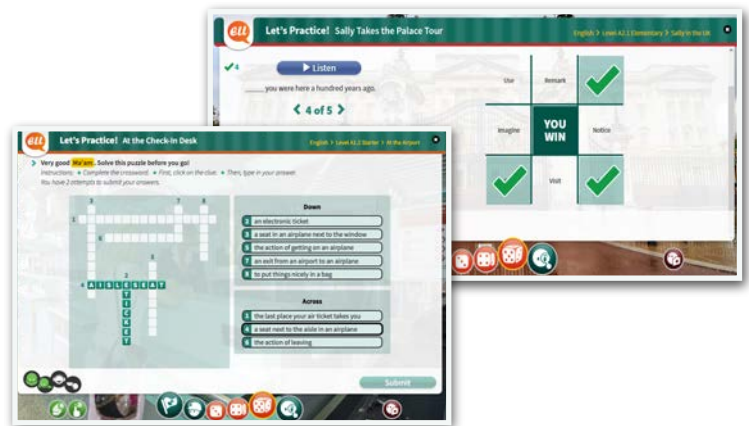 ell
Let's Practice! Sally Takes the Palace Tour
English > Level A2.1 Elementary > Sally in the UK
4
Listen
_____ you were here a hundred years ago.
< 4 of 5 >
Use
Remark
Imagine
YOU
WIN
Notice
Visit
ell
Let's Practice! At the Check-In Desk
English > Level A1.2 Starter > At the Airport
Very good Ma'am. Solve this puzzle before you go!
Instructions: Complete the crossword. First, click on the clue. Then, type in your answer.
You have 2 attempts to submit your answers.
Down
2 an electronic ticket
3 a seat in an airplane next to the window
5 the action of getting on an airplane
7 an exit from an airport to an airplane
8 to put things nicely in a bag
Across
1 the last place your air ticket takes you
4 a seat next to the aisle in an airplane
6 the action of leaving
4 AISLESEAT
TICKET
Submit